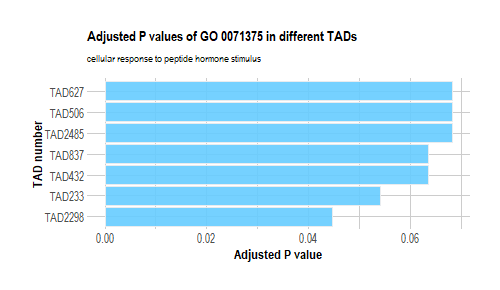 Adjusted P values of GO 0071375 in different TADs
cellular response to peptide hormone stimulus
TAD number
TAD627
TAD506
TAD2485
TAD837
TAD432
TAD233
TAD2298
0.00 0.02 0.04 0.06
Adjusted P value